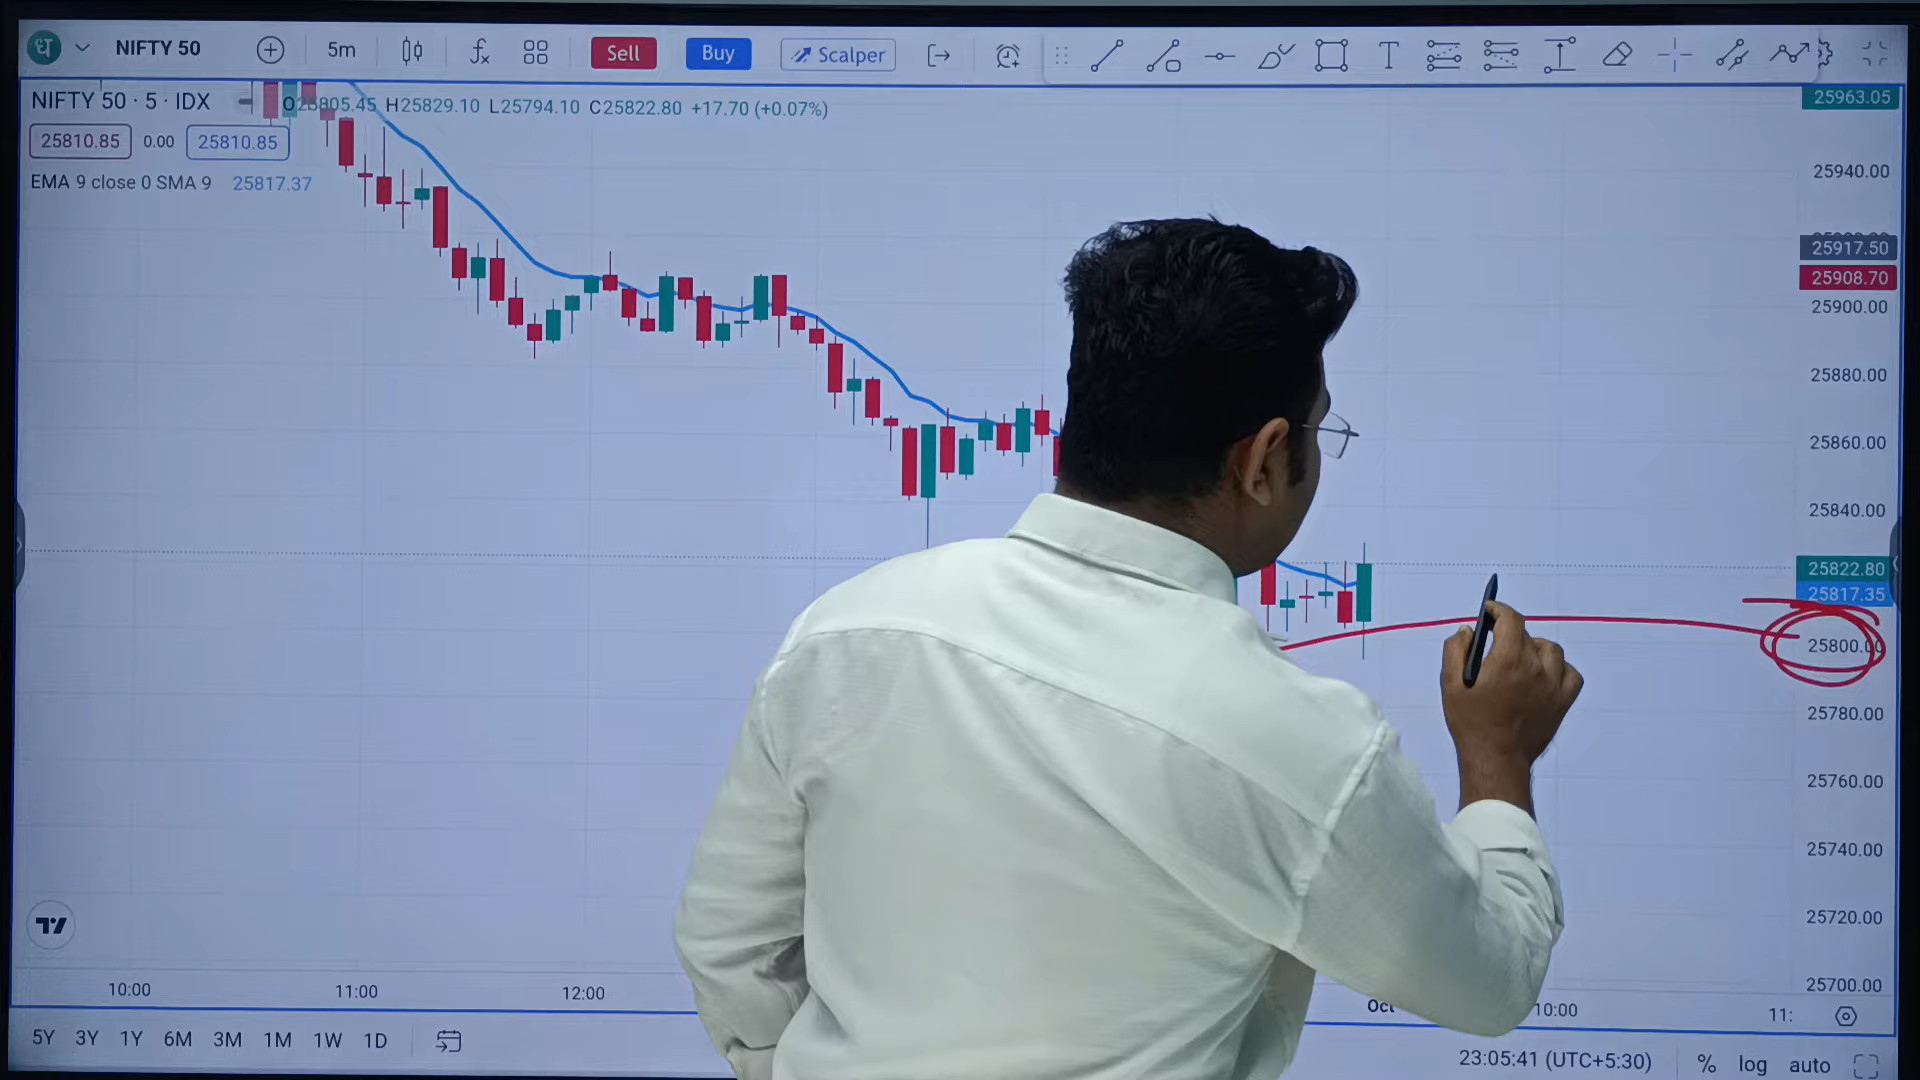 ध NIFTY 50 5m Sell Buy Scalper T
NIFTY 50 · 5 · IDX O25805.45 H25829.10 L25794.10 C25822.80 +17.70 (+0.07%)
25810.85 0.00 25810.85
EMA 9 close 0 SMA 9 25817.37
25963.05
25940.00
25917.50
25908.70
25900.00
25880.00
25860.00
25840.00
25822.80
25817.35
25800.00
25780.00
25760.00
25740.00
25720.00
25700.00
10:00 11:00 12:00 Oct 10:00 11:
5Y 3Y 1Y 6M 3M 1M 1W 1D
23:05:41 (UTC+5:30) % log auto